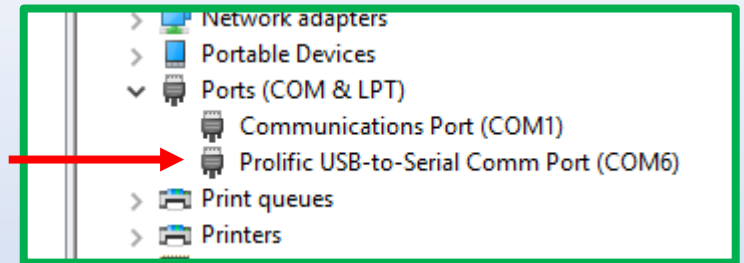 Network adapters
Portable Devices
Ports (COM & LPT)
Communications Port (COM1)
Prolific USB-to-Serial Comm Port (COM6)
Print queues
Printers